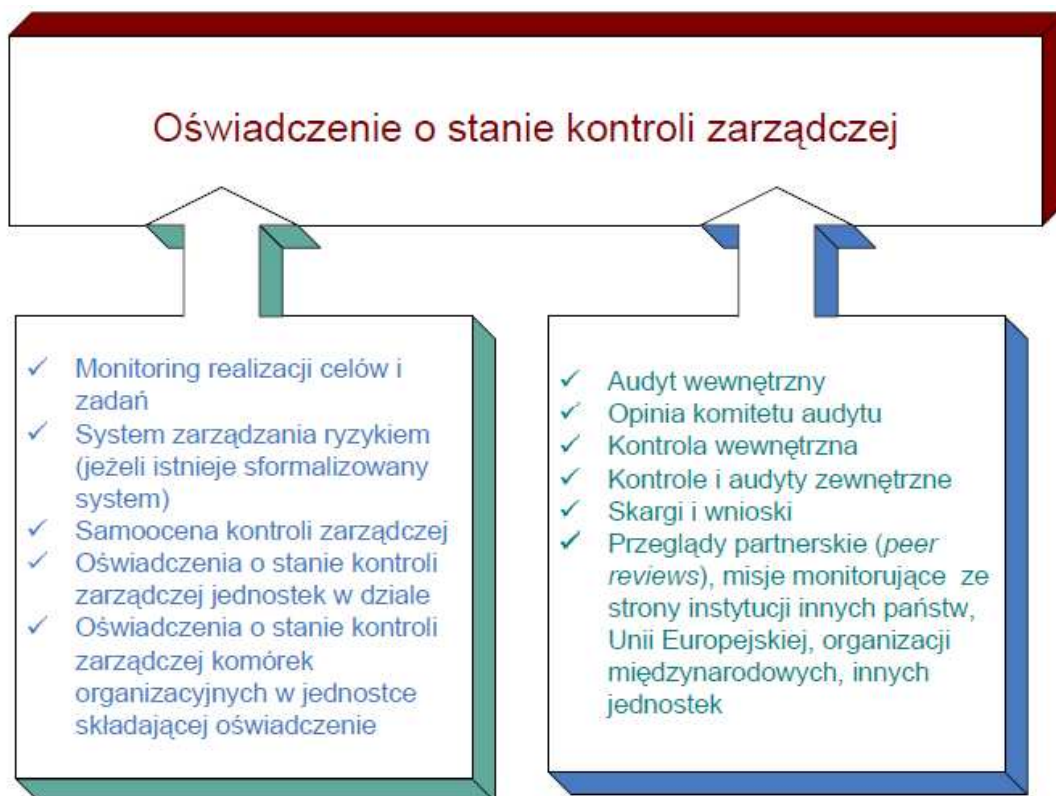 Oświadczenie o stanie kontroli zarządczej
Monitoring realizacji celów i
zadań
System zarządzania ryzykiem
(jeżeli istnieje sformalizowany
system)
Samoocena kontroli zarządczej
Oświadczenia o stanie kontroli
zarządczej jednostek w dziale
Oświadczenia o stanie kontroli
zarządczej komórek
organizacyjnych w jednostce
składającej oświadczenie
Audyt wewnętrzny
Opinia komitetu audytu
Kontrola wewnętrzna
Kontrole i audyty zewnętrzne
Skargi i wnioski
Przeglądy partnerskie (peer
reviews), misje monitorujące ze
strony instytucji innych państw,
Unii Europejskiej, organizacji
międzynarodowych, innych
jednostek